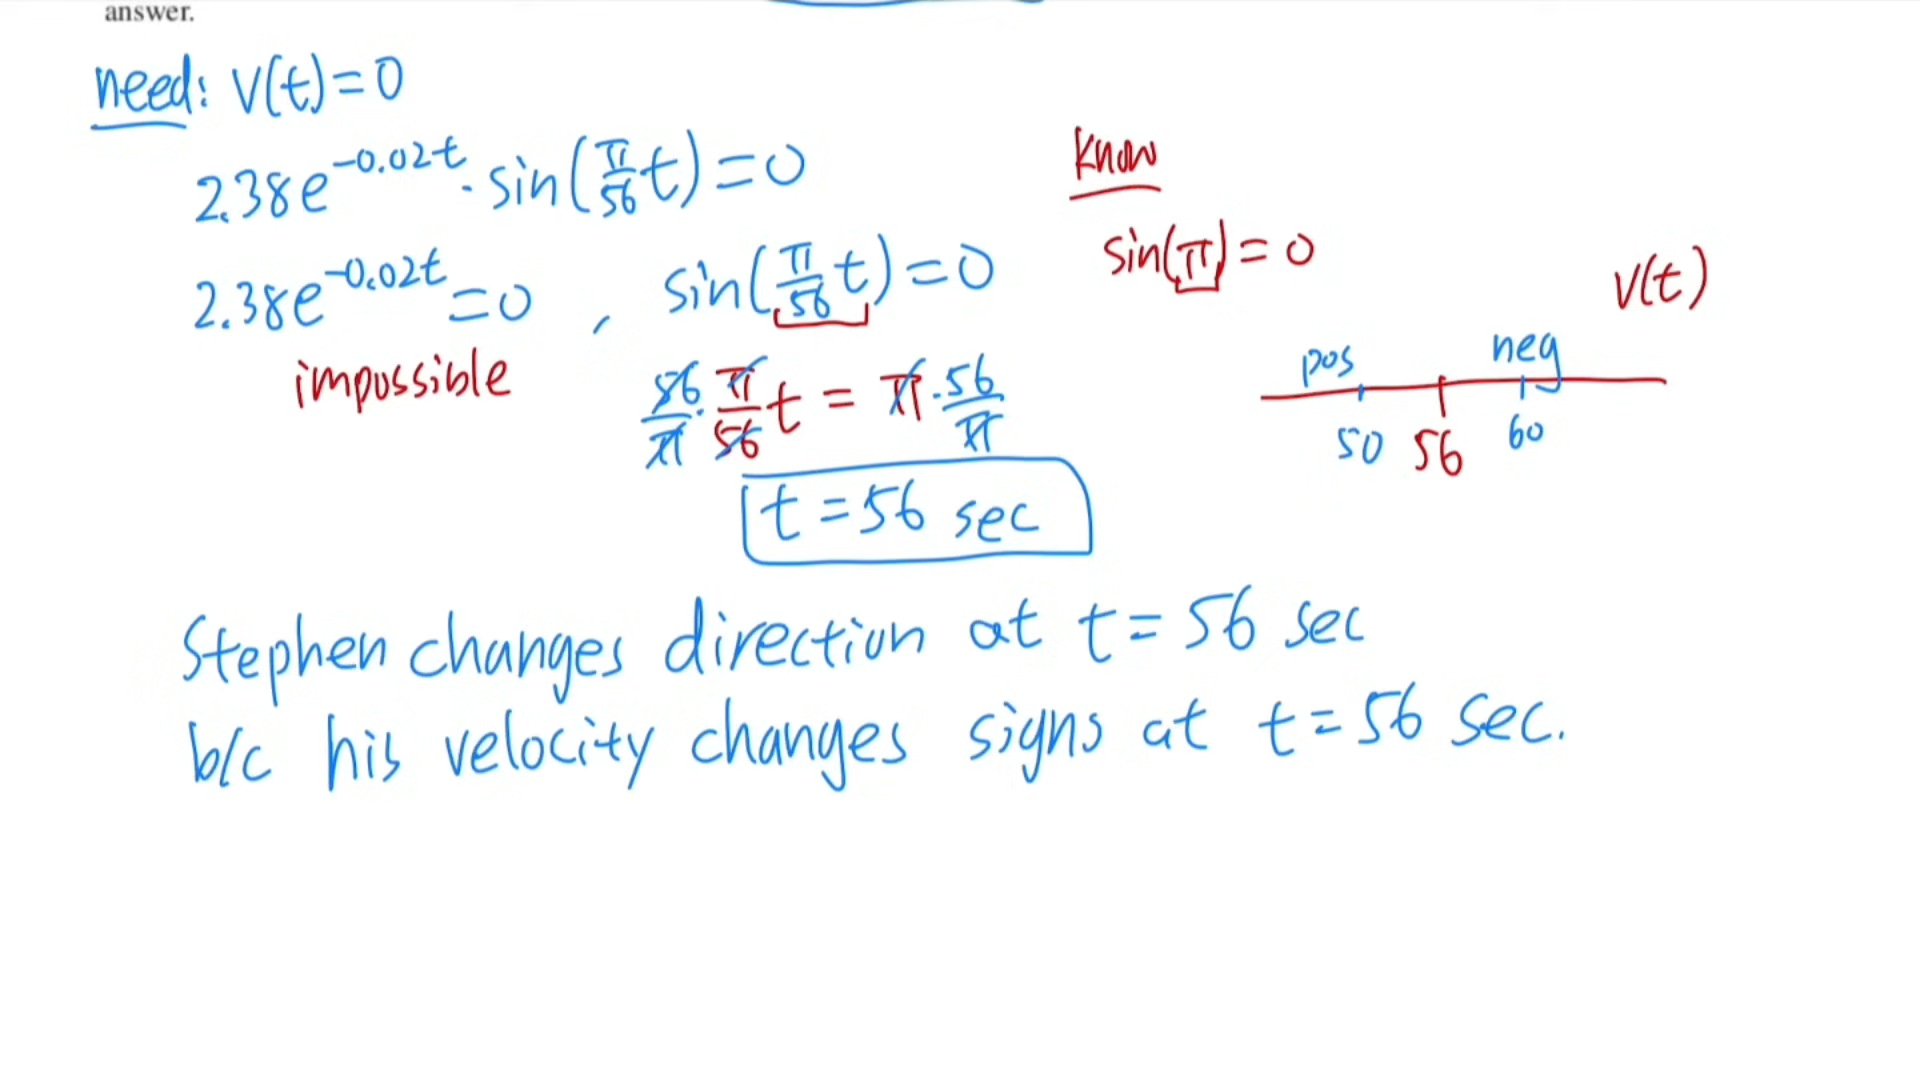 answer.
need: v(t)=0
2.38e^-0.02t · sin(π/56 t)=0
2.38e^-0.02t =0 , sin(π/56 t)=0
impossible
56/π · π/56 t = π · 56/π
t = 56 sec
Know
sin(π) = 0
v(t)
pos neg
50 56 60
Stephen changes direction at t = 56 sec
b/c his velocity changes signs at t = 56 sec.